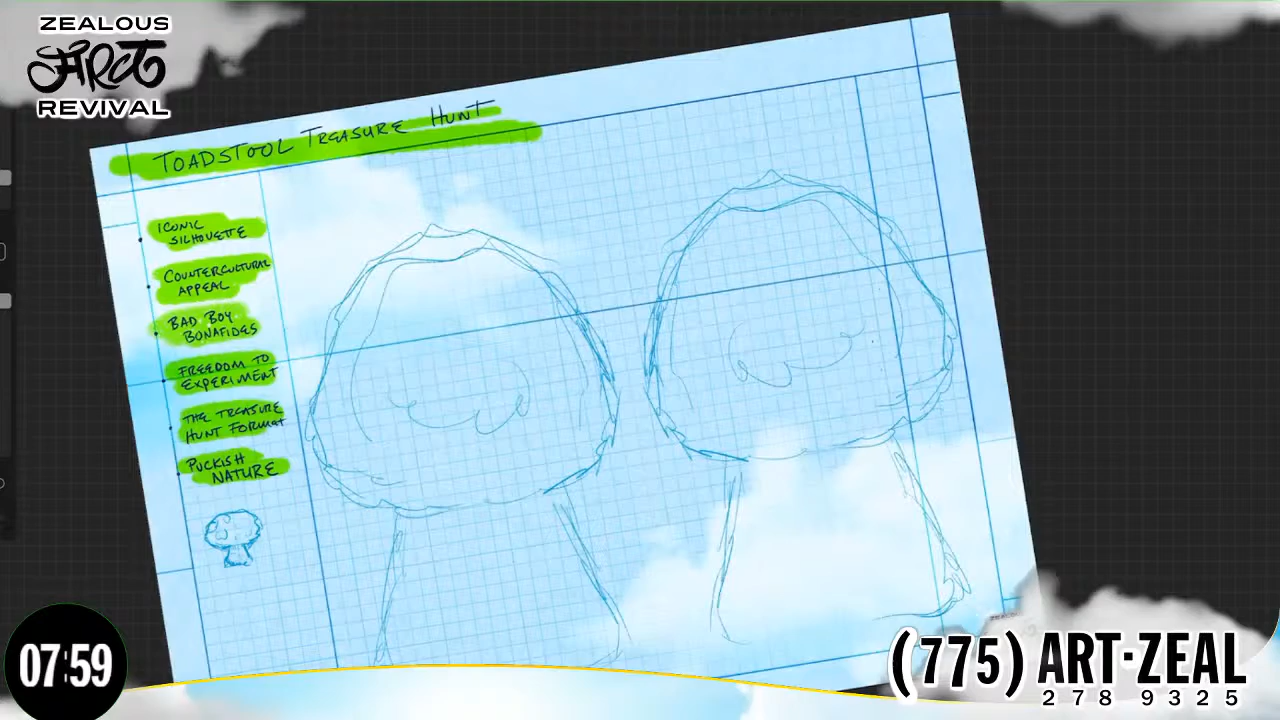 ZEALOUS
ART
REVIVAL
TOADSTOOL TREASURE HUNT
ICONIC
SILHOUETTE
COUNTERCULTURAL
APPEAL
BAD BOY
BONAFIDES
FREEDOM TO
EXPERIMENT
THE TREASURE
HUNT FORMAT
PUCKISH
NATURE
07:59
(775) ART-ZEAL
278 9325